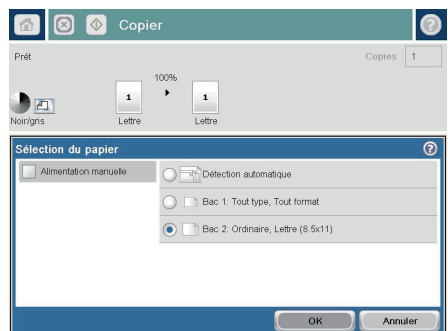 Copier
Prêt
Copies : 1
100%
1
1
Noir/gris
Lettre
Lettre
Sélection du papier
Alimentation manuelle
Détection automatique
Bac 1: Tout type, Tout format
Bac 2: Ordinaire, Lettre (8.5x11)
OK
Annuler